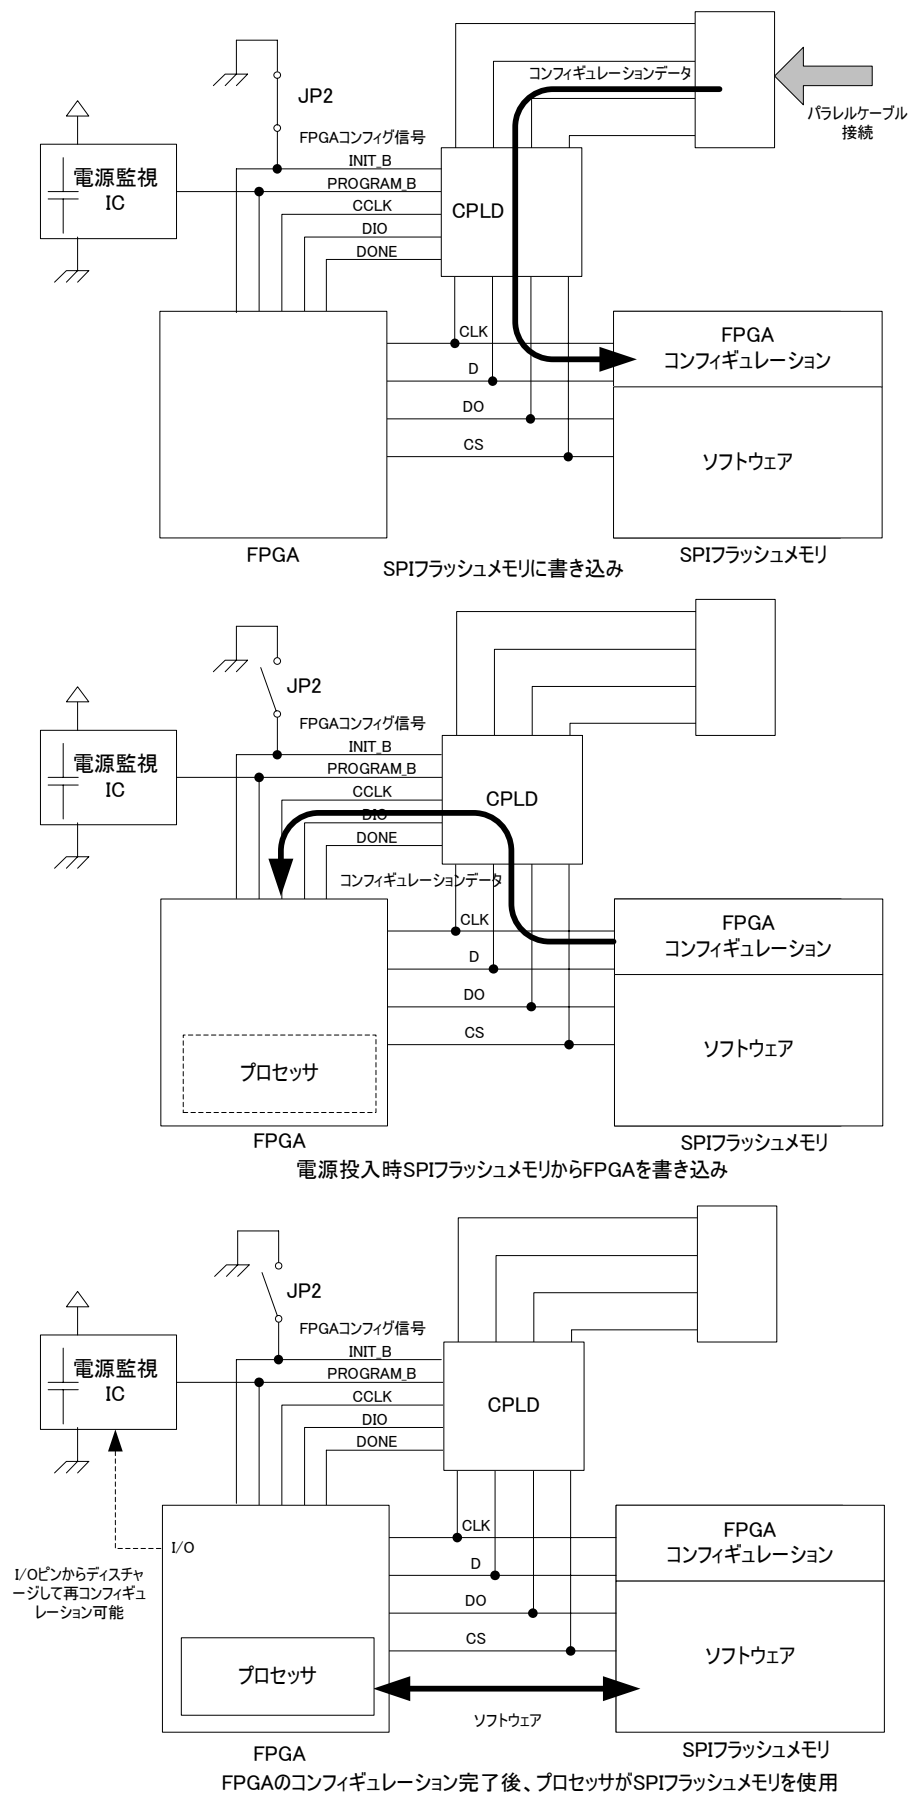 コンフィギュレーションデータ
パラレルケーブル
接続
JP2
FPGAコンフィグ信号
INIT_B
PROGRAM_B
CCLK
DIO
DONE
電源監視
IC
CPLD
CLK
D
DO
CS
FPGA
コンフィギュレーション
ソフトウェア
FPGA
SPIフラッシュメモリ
SPIフラッシュメモリに書き込み
JP2
FPGAコンフィグ信号
INIT_B
PROGRAM_B
CCLK
DIO
DONE
電源監視
IC
CPLD
コンフィギュレーションデータ
CLK
D
DO
CS
FPGA
コンフィギュレーション
プロセッサ
ソフトウェア
FPGA
SPIフラッシュメモリ
電源投入時SPIフラッシュメモリからFPGAを書き込み
JP2
FPGAコンフィグ信号
INIT_B
PROGRAM_B
CCLK
DIO
DONE
電源監視
IC
CPLD
I/O
I/Oピンからディスチャ
ージして再コンフィギュ
レーション可能
CLK
D
DO
CS
FPGA
コンフィギュレーション
プロセッサ
ソフトウェア
ソフトウェア
FPGA
SPIフラッシュメモリ
FPGAのコンフィギュレーション完了後、プロセッサがSPIフラッシュメモリを使用